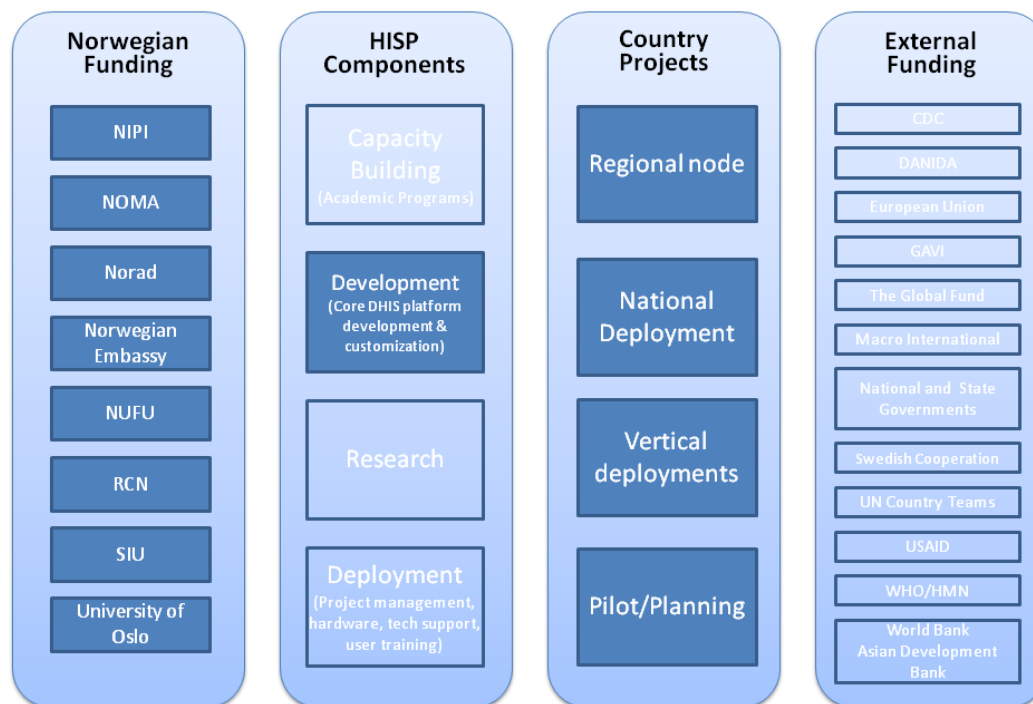 Norwegian
Funding
NIPI
NOMA
Norad
Norwegian
Embassy
NUFU
RCN
SIU
University of
Oslo
HISP
Components
Capacity
Building
(Academic Programs)
Development
(Core DHIS platform
development &
customization)
Research
Deployment
(Project management,
hardware, tech support,
user training)
Country
Projects
Regional node
National
Deployment
Vertical
deployments
Pilot/Planning
External
Funding
CDC
DANIDA
European Union
GAVI
The Global Fund
Macro International
National and State
Governments
Swedish Cooperation
UN Country Teams
USAID
WHO/HMN
World Bank
Asian Development
Bank